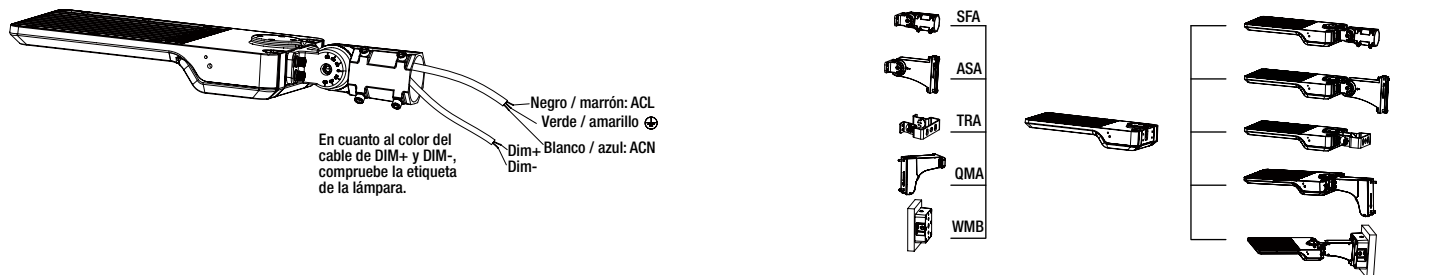 Negro / marrón: ACL
Verde / amarillo
Blanco / azul: ACN
Dim+
Dim-
En cuanto al color del
cable de DIM+ y DIM-,
compruebe la etiqueta
de la lámpara.
SFA
ASA
TRA
QMA
WMB